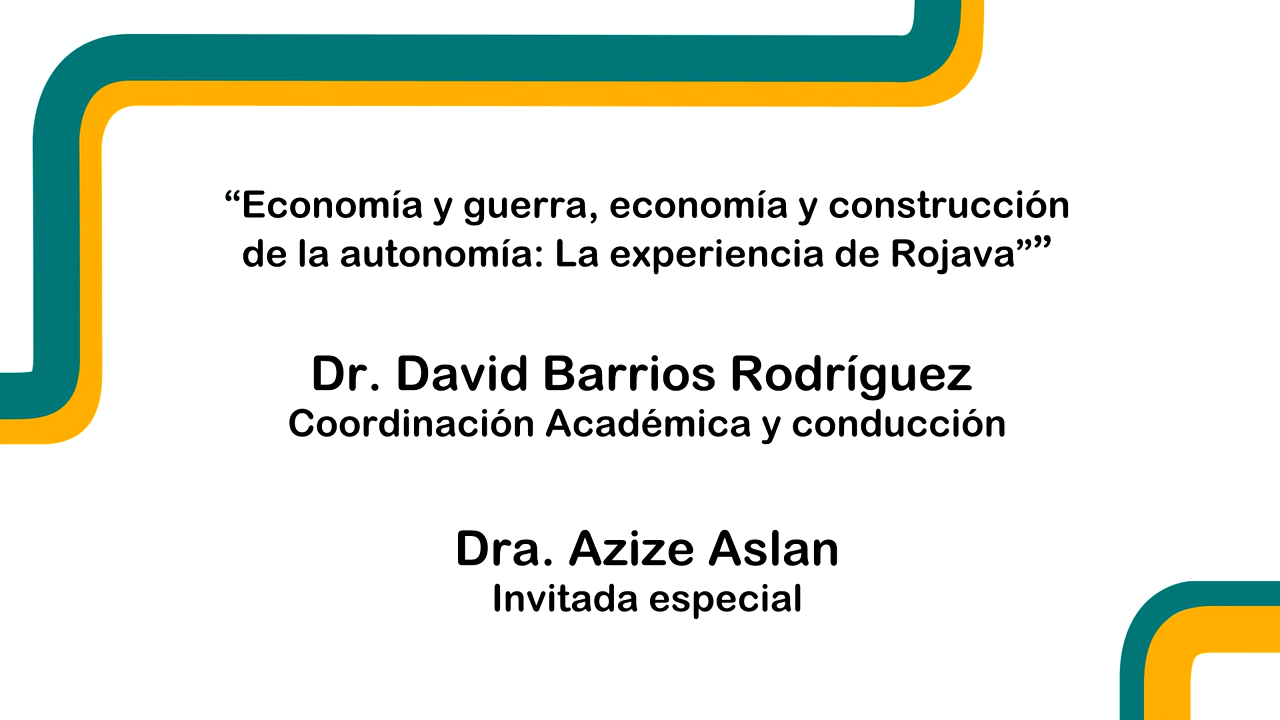 “Economía y guerra, economía y construcción
de la autonomía: La experiencia de Rojava””
Dr. David Barrios Rodríguez
Coordinación Académica y conducción
Dra. Azize Aslan
Invitada especial